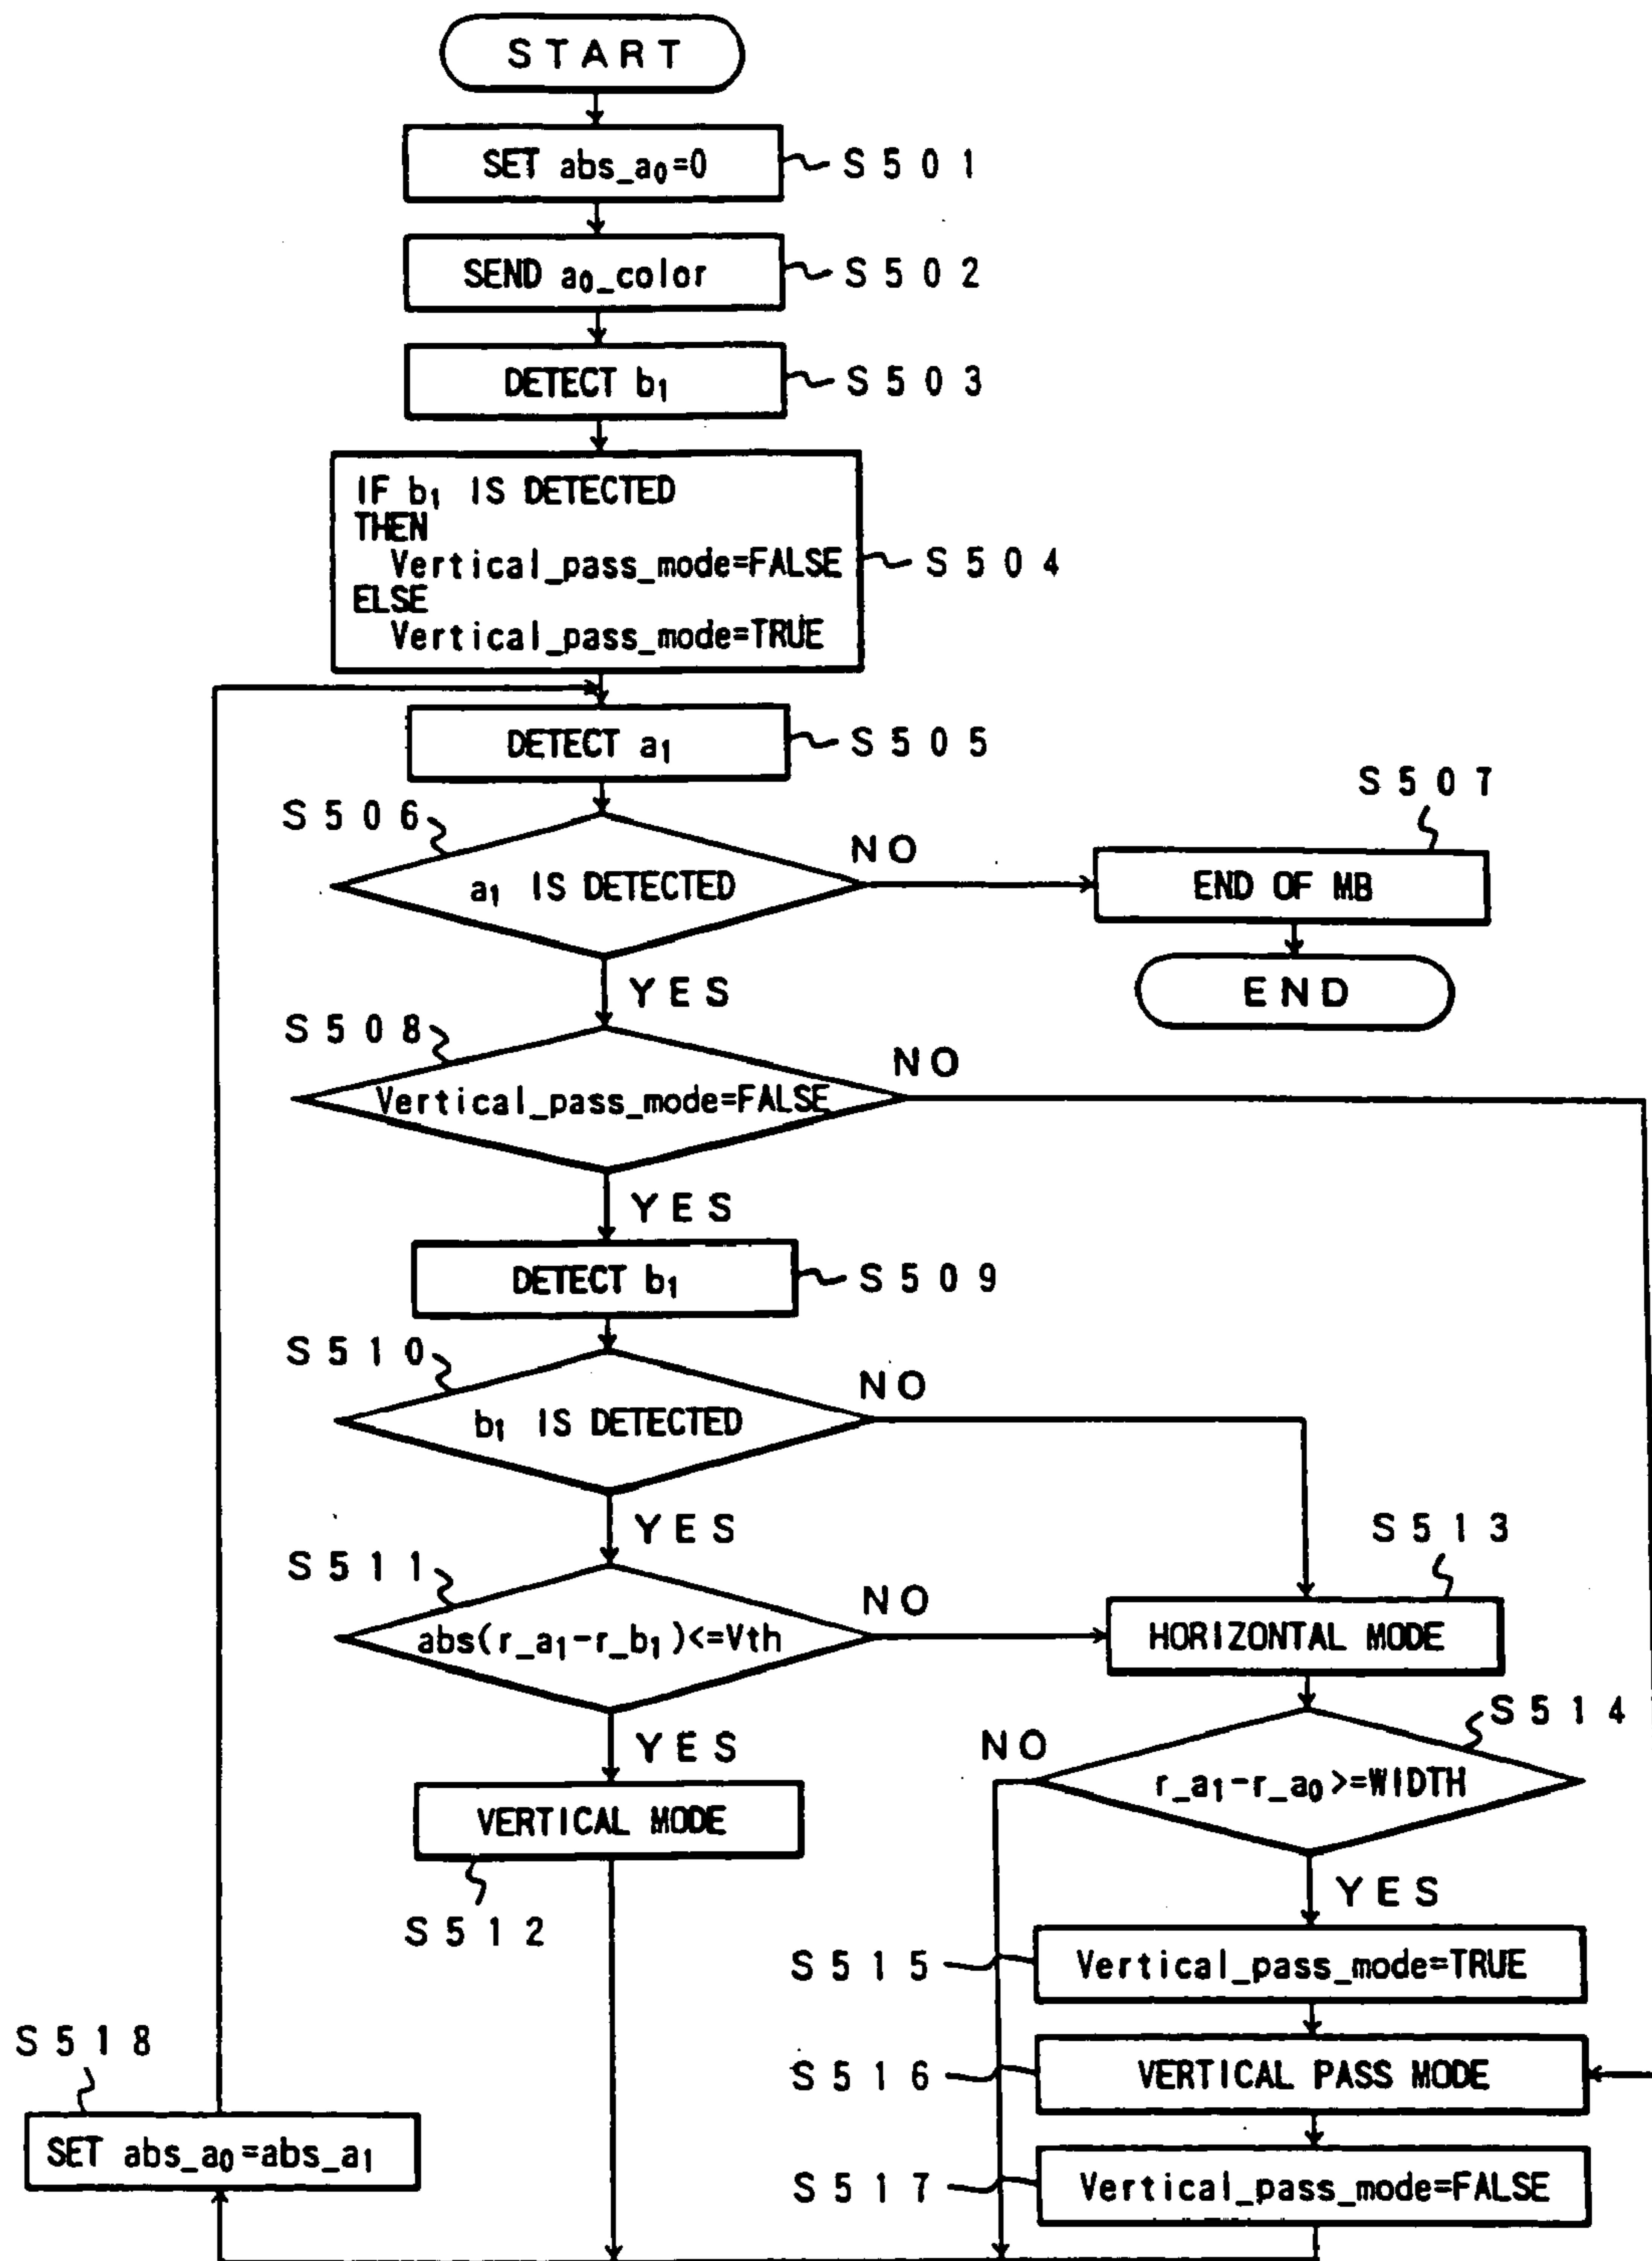 START
SET abs_a0=0
S501
SEND a0_color
S502
DETECT b1
S503
IF b1 IS DETECTED
THEN
Vertical_pass_mode=FALSE
ELSE
Vertical_pass_mode=TRUE
S504
DETECT a1
S505
S506
a1 IS DETECTED
NO
S507
END OF MB
END
YES
S508
Vertical_pass_mode=FALSE
NO
YES
DETECT b1
S509
S510
b1 IS DETECTED
NO
YES
S511
abs(r_a1-r_b1)<=Vth
NO
S513
HORIZONTAL MODE
YES
VERTICAL MODE
S512
S514
NO
r_a1-r_a0>=WIDTH
YES
S515
Vertical_pass_mode=TRUE
S516
VERTICAL PASS MODE
S517
Vertical_pass_mode=FALSE
S518
SET abs_a0=abs_a1